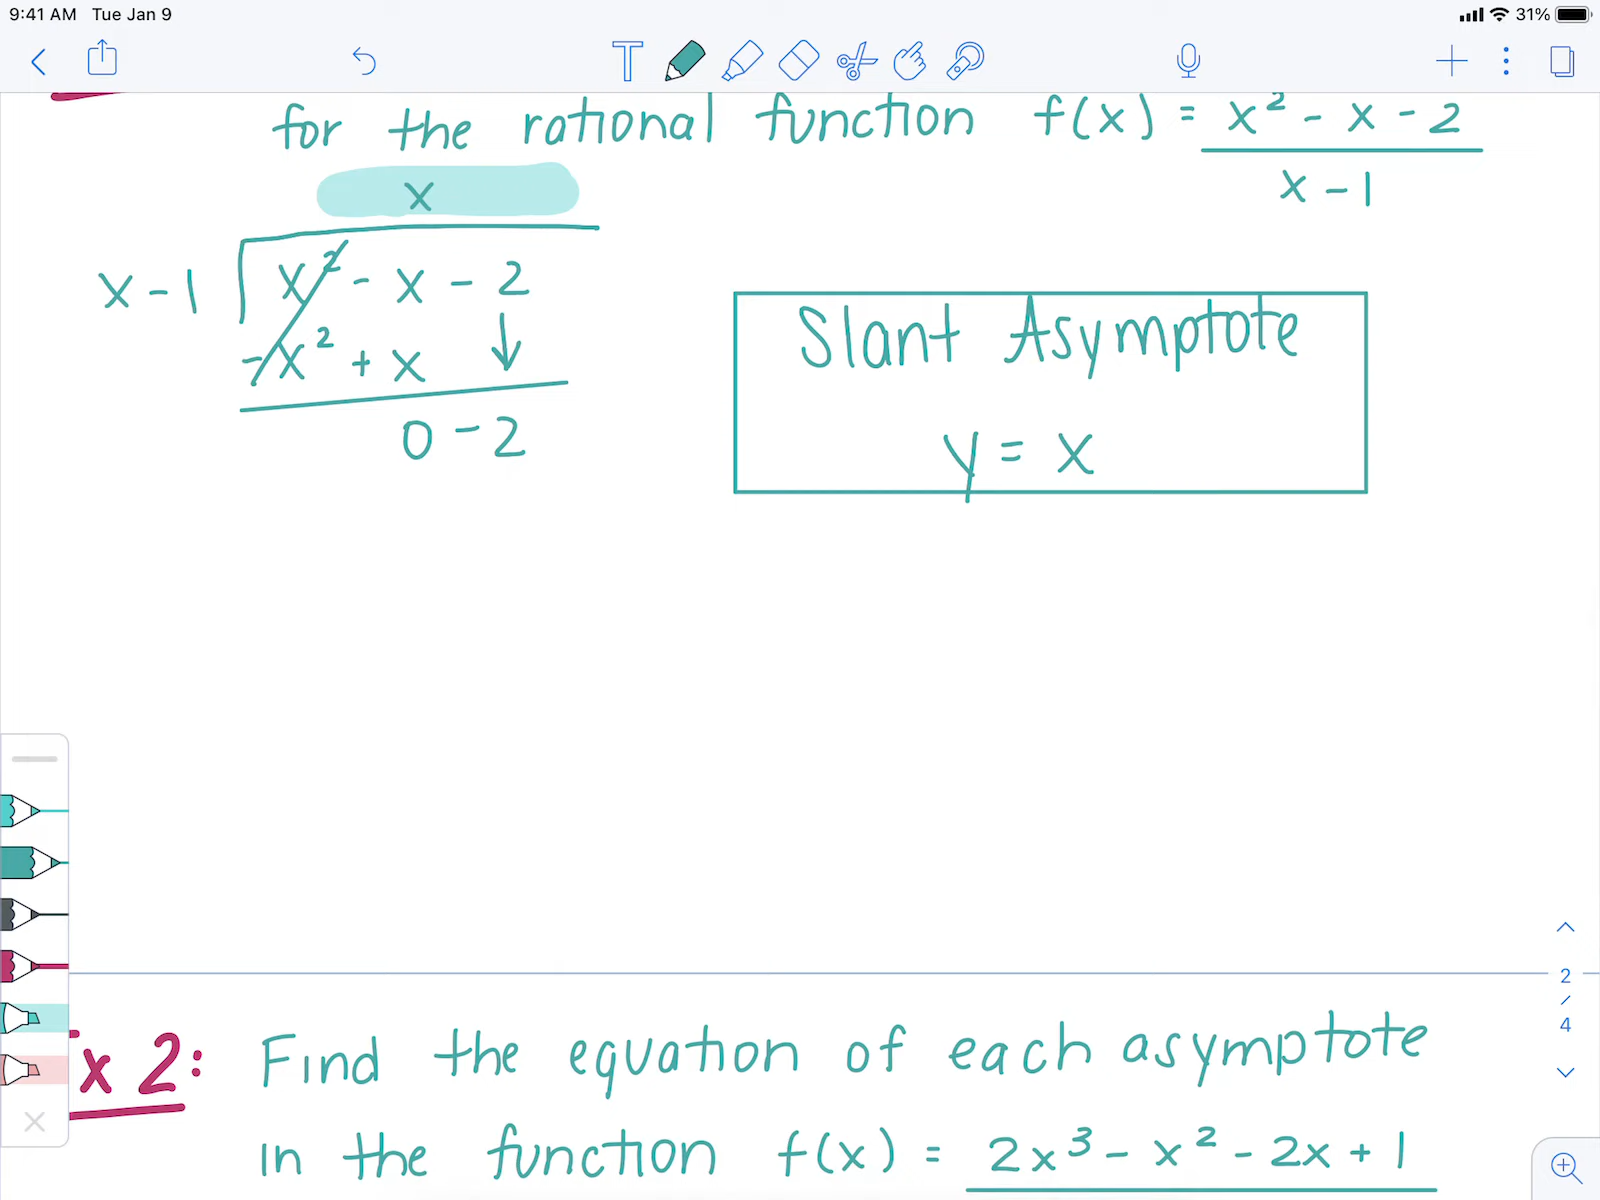 9:41 AM Tue Jan 9 31%
T
for the rational function f(x) = x² - x - 2
x - 1
x
x - 1 x² - x - 2
-x² + x
0 - 2
Slant Asymptote
y = x
2
/
4
x 2: Find the equation of each asymptote
in the function f(x) = 2x³ - x² - 2x + 1